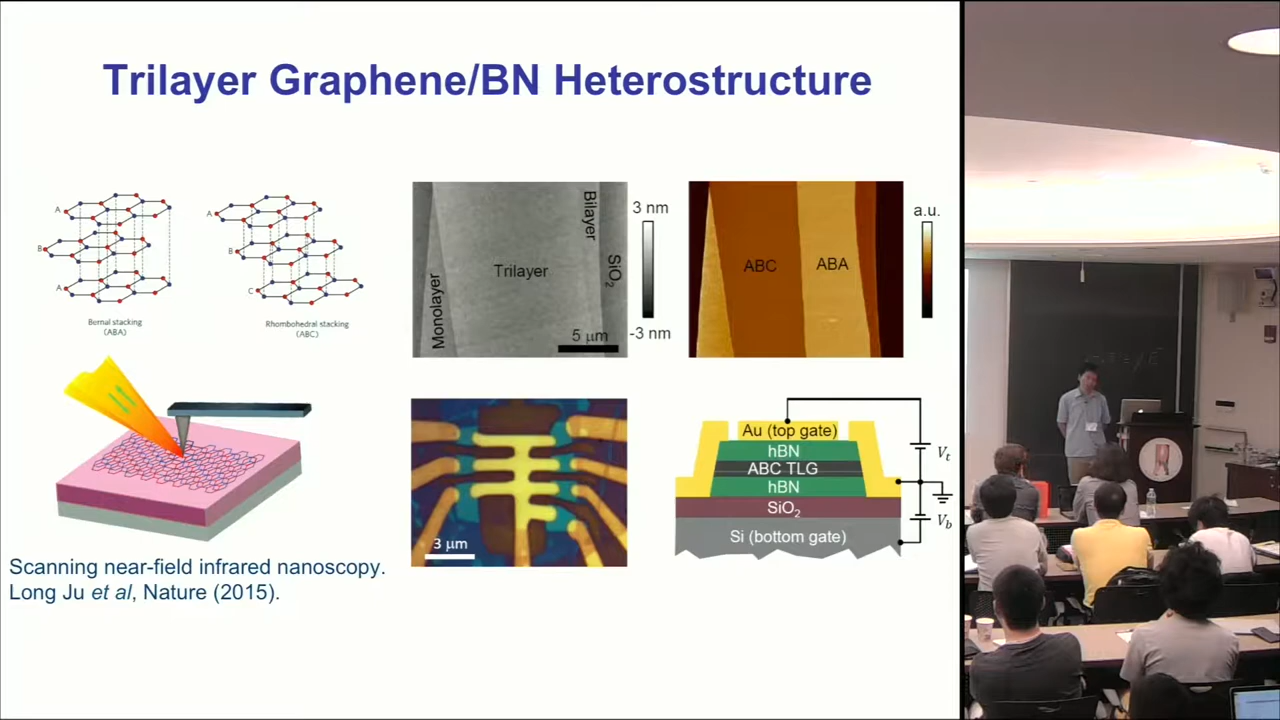 Trilayer Graphene/BN Heterostructure
A
B
A
Bernal stacking
(ABA)
A
B
C
Rhombohedral stacking
(ABC)
Monolayer
Trilayer
Bilayer
SiO2
5 μm
3 nm
-3 nm
ABC
ABA
a.u.
Scanning near-field infrared nanoscopy.
Long Ju et al, Nature (2015).
3 μm
Au (top gate)
hBN
ABC TLG
hBN
SiO2
Si (bottom gate)
Vt
Vb